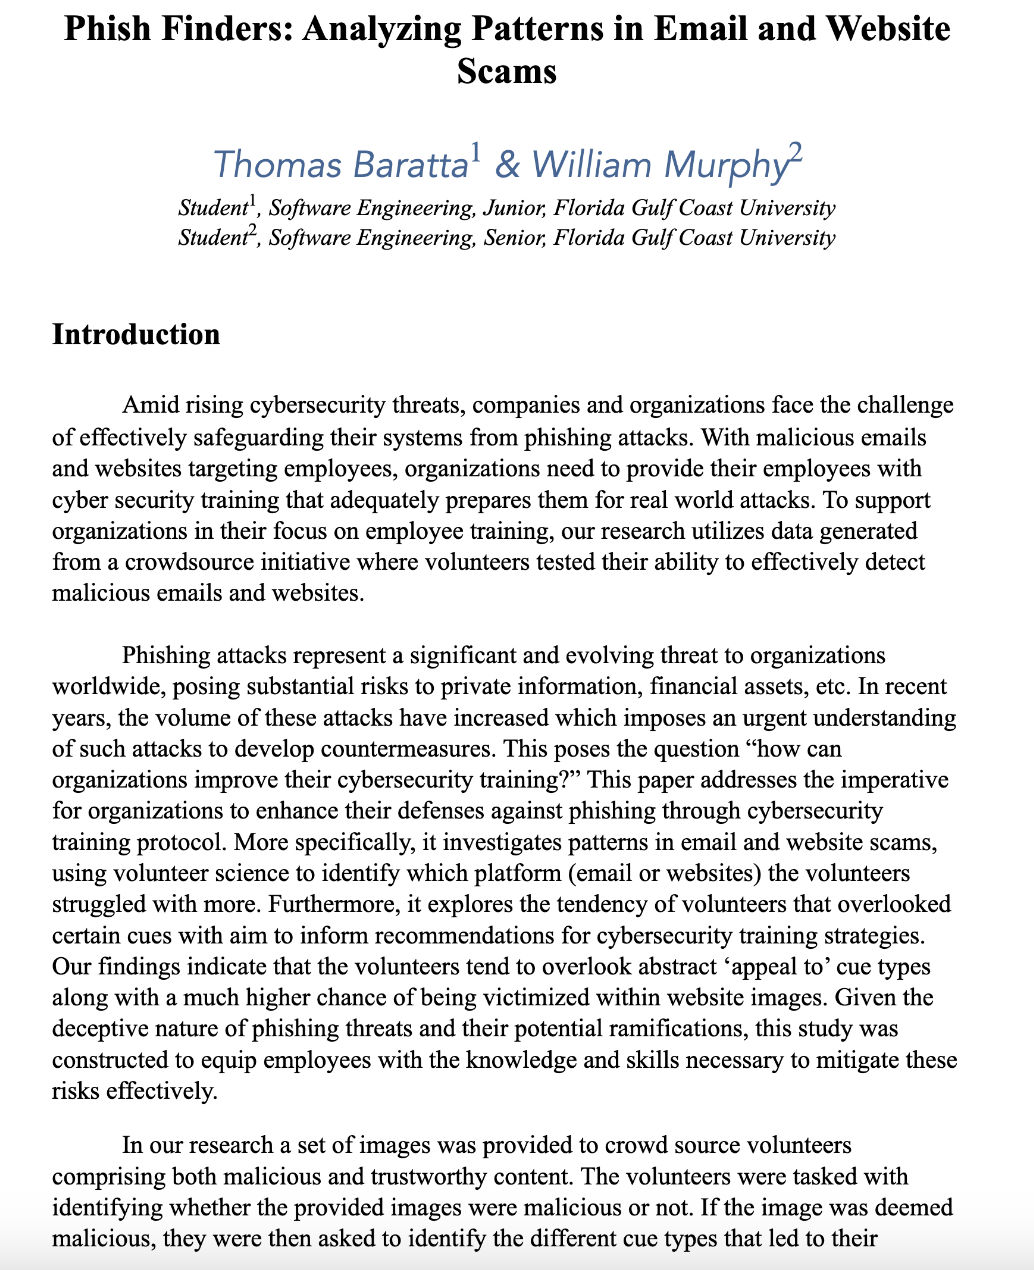 Phish Finders: Analyzing Patterns in Email and Website
Scams
Thomas Baratta¹ & William Murphy²
Student¹, Software Engineering, Junior, Florida Gulf Coast University
Student², Software Engineering, Senior, Florida Gulf Coast University
Introduction
Amid rising cybersecurity threats, companies and organizations face the challenge
of effectively safeguarding their systems from phishing attacks. With malicious emails
and websites targeting employees, organizations need to provide their employees with
cyber security training that adequately prepares them for real world attacks. To support
organizations in their focus on employee training, our research utilizes data generated
from a crowdsource initiative where volunteers tested their ability to effectively detect
malicious emails and websites.
Phishing attacks represent a significant and evolving threat to organizations
worldwide, posing substantial risks to private information, financial assets, etc. In recent
years, the volume of these attacks have increased which imposes an urgent understanding
of such attacks to develop countermeasures. This poses the question “how can
organizations improve their cybersecurity training?” This paper addresses the imperative
for organizations to enhance their defenses against phishing through cybersecurity
training protocol. More specifically, it investigates patterns in email and website scams,
using volunteer science to identify which platform (email or websites) the volunteers
struggled with more. Furthermore, it explores the tendency of volunteers that overlooked
certain cues with aim to inform recommendations for cybersecurity training strategies.
Our findings indicate that the volunteers tend to overlook abstract ‘appeal to’ cue types
along with a much higher chance of being victimized within website images. Given the
deceptive nature of phishing threats and their potential ramifications, this study was
constructed to equip employees with the knowledge and skills necessary to mitigate these
risks effectively.
In our research a set of images was provided to crowd source volunteers
comprising both malicious and trustworthy content. The volunteers were tasked with
identifying whether the provided images were malicious or not. If the image was deemed
malicious, they were then asked to identify the different cue types that led to their